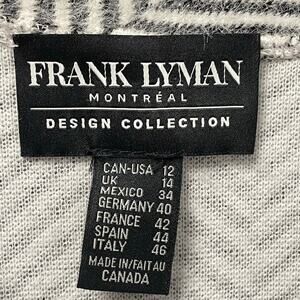 FRANK LYMAN
MONTRÉAL
DESIGN COLLECTION
CAN-USA 12
UK 14
MEXICO 34
GERMANY 40
FRANCE 42
SPAIN 44
ITALY 46
MADE IN/FAIT AU
CANADA